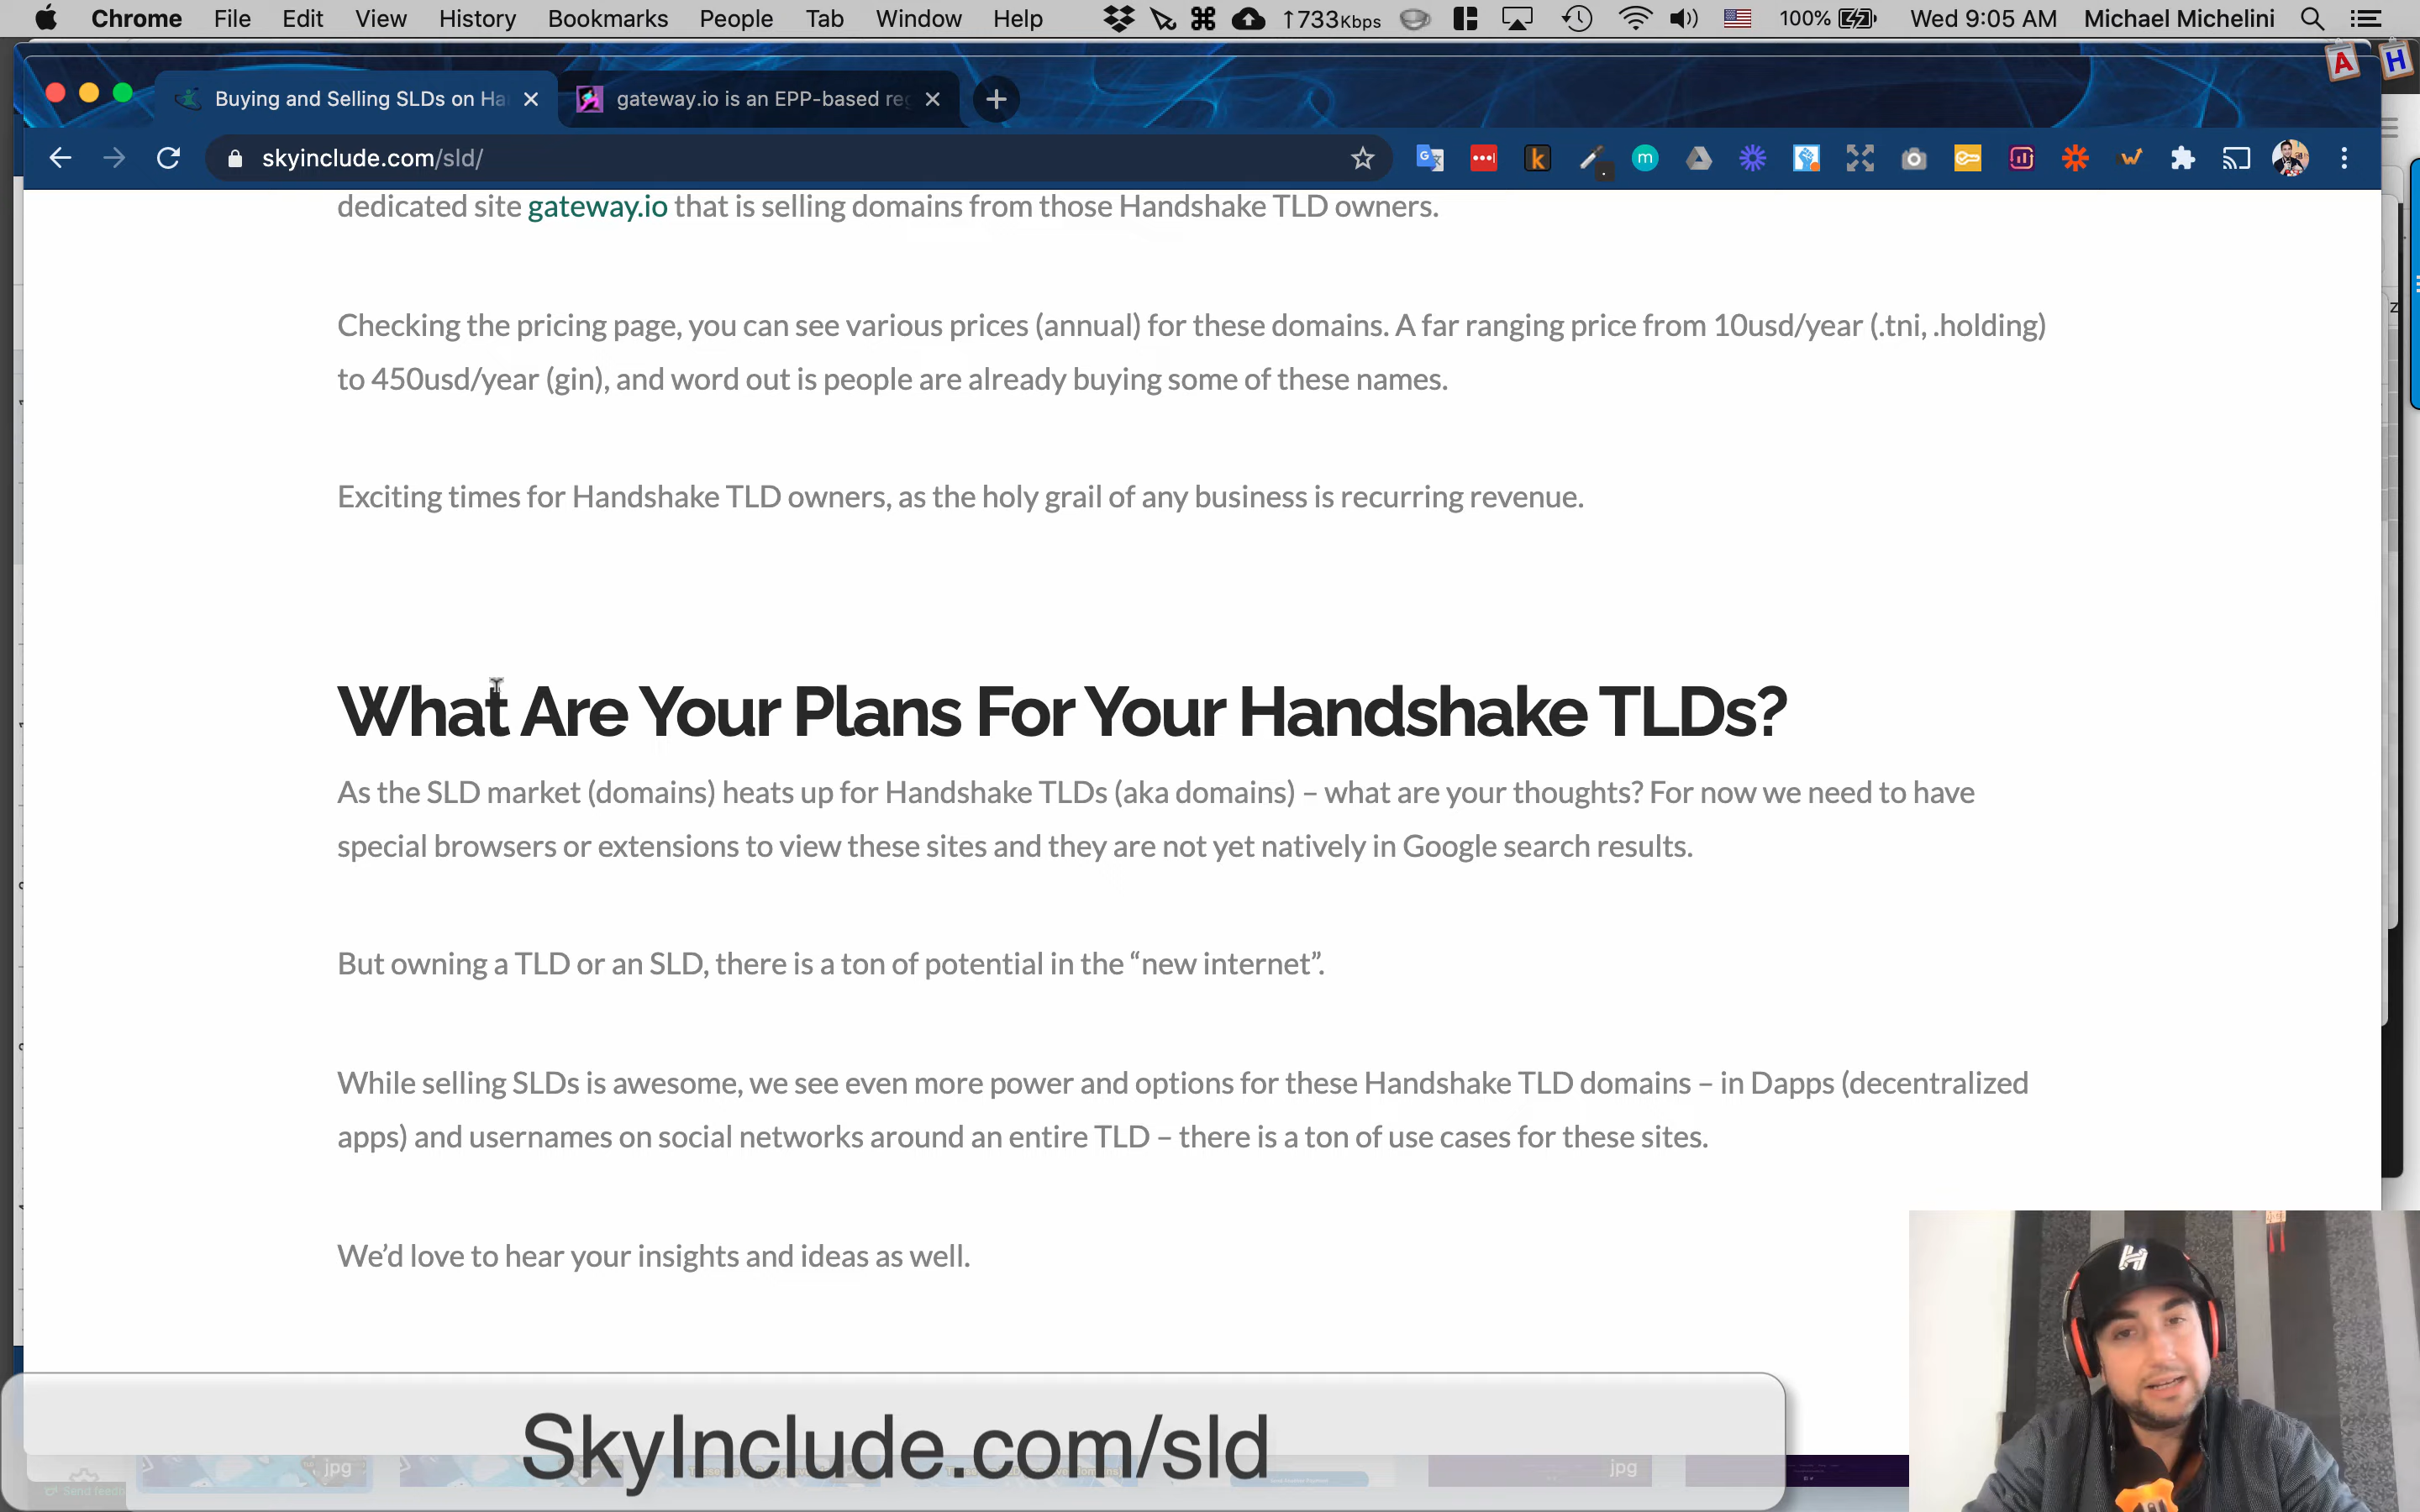 Chrome File Edit View History Bookmarks People Tab Window Help ↑733Kbps 100% Wed 9:05 AM Michael Michelini
A H
Buying and Selling SLDs on Ha gateway.io is an EPP-based reg
skyinclude.com/sld/
dedicated site gateway.io that is selling domains from those Handshake TLD owners.
Checking the pricing page, you can see various prices (annual) for these domains. A far ranging price from 10usd/year (.tni, .holding)
to 450usd/year (gin), and word out is people are already buying some of these names.
Exciting times for Handshake TLD owners, as the holy grail of any business is recurring revenue.
What Are Your Plans For Your Handshake TLDs?
As the SLD market (domains) heats up for Handshake TLDs (aka domains) – what are your thoughts? For now we need to have
special browsers or extensions to view these sites and they are not yet natively in Google search results.
But owning a TLD or an SLD, there is a ton of potential in the “new internet”.
While selling SLDs is awesome, we see even more power and options for these Handshake TLD domains – in Dapps (decentralized
apps) and usernames on social networks around an entire TLD – there is a ton of use cases for these sites.
We’d love to hear your insights and ideas as well.
SkyInclude.com/sld
jpg jpg
Send feedb